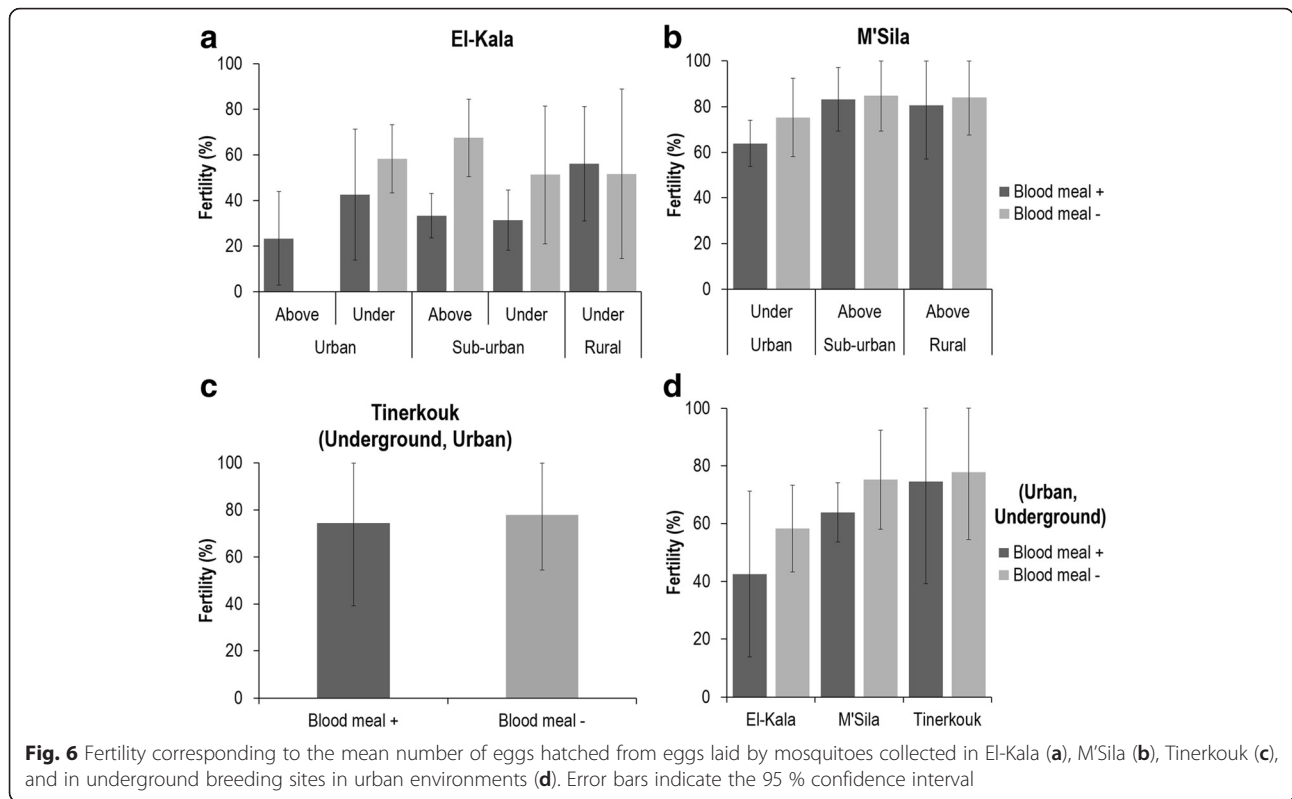 a
El-Kala
Fertility (%)
100
80
60
40
20
0
Above Under Above Under Under
Urban Sub-urban Rural
b
M'Sila
Fertility (%)
100
80
60
40
20
0
Under Above Above
Urban Sub-urban Rural
Blood meal +
Blood meal -
c
Tinerkouk
(Underground, Urban)
Fertility (%)
100
80
60
40
20
0
Blood meal + Blood meal -
d
Fertility (%)
100
80
60
40
20
0
El-Kala M'Sila Tinerkouk
(Urban,
Underground)
Blood meal +
Blood meal -
Fig. 6 Fertility corresponding to the mean number of eggs hatched from eggs laid by mosquitoes collected in El-Kala (a), M'Sila (b), Tinerkouk (c),
and in underground breeding sites in urban environments (d). Error bars indicate the 95 % confidence interval